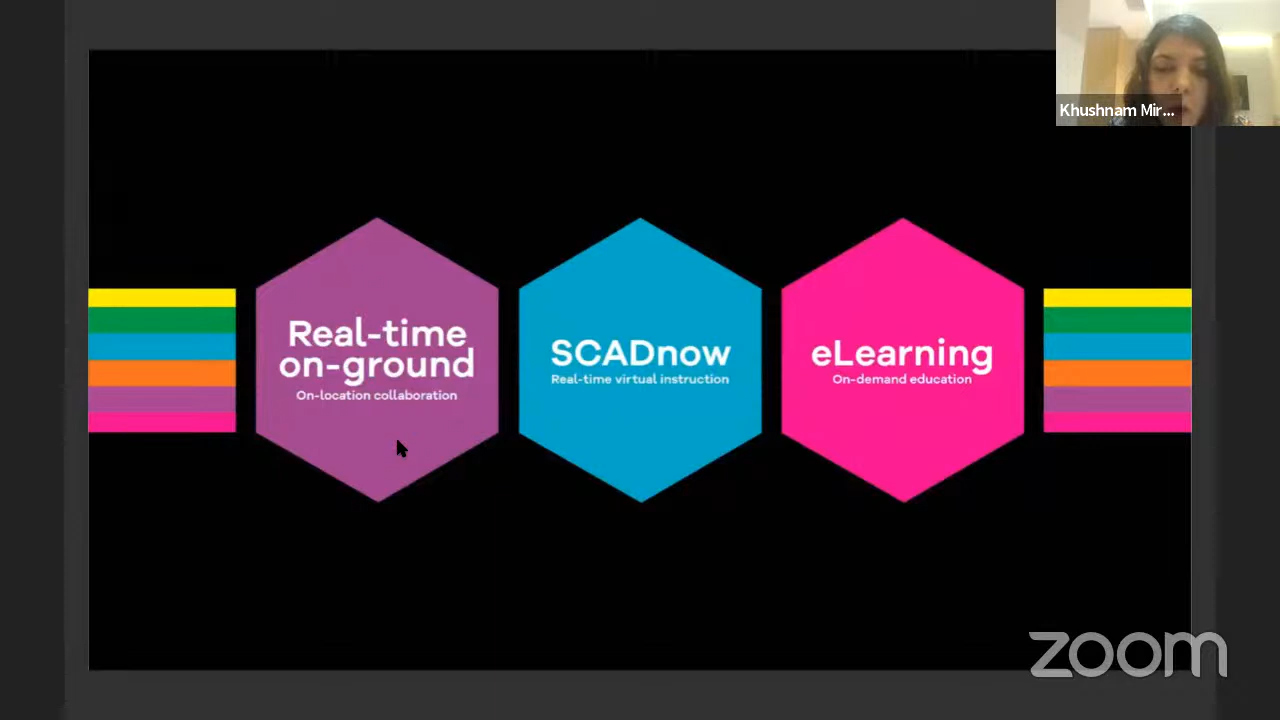 Khushnam Mir...
Real-time
on-ground
On-location collaboration
SCADnow
Real-time virtual instruction
eLearning
On-demand education
zoom